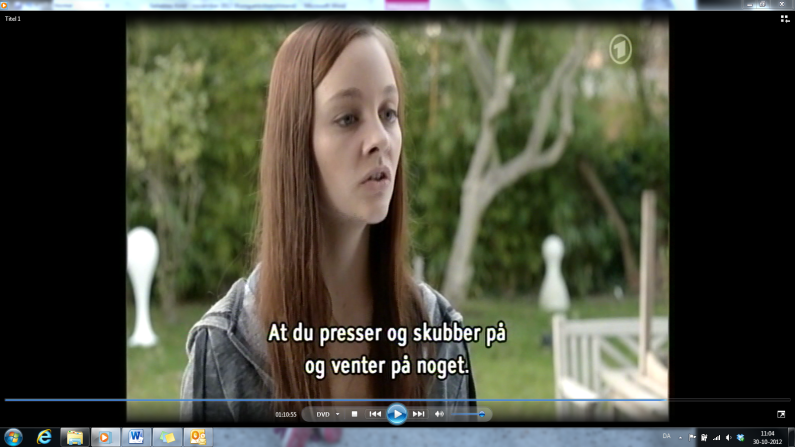 Titel 1
1
At du presser og skubber på
og venter på noget.
01:10:55
DVD
DA
11:04
30-10-2012